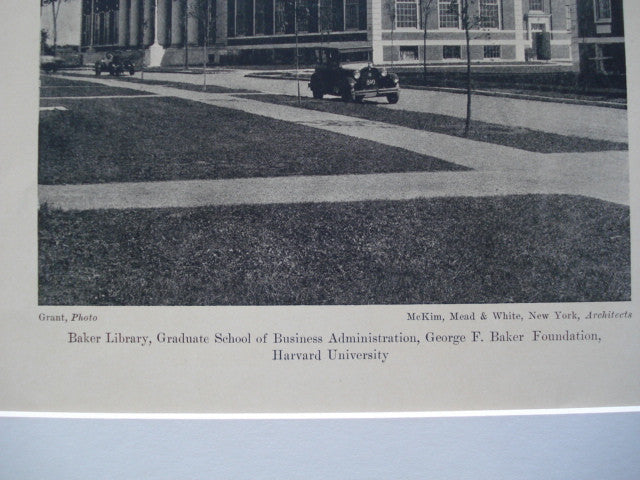 Grant, Photo
McKim, Mead & White, New York, Architects
Baker Library, Graduate School of Business Administration, George F. Baker Foundation,
Harvard University